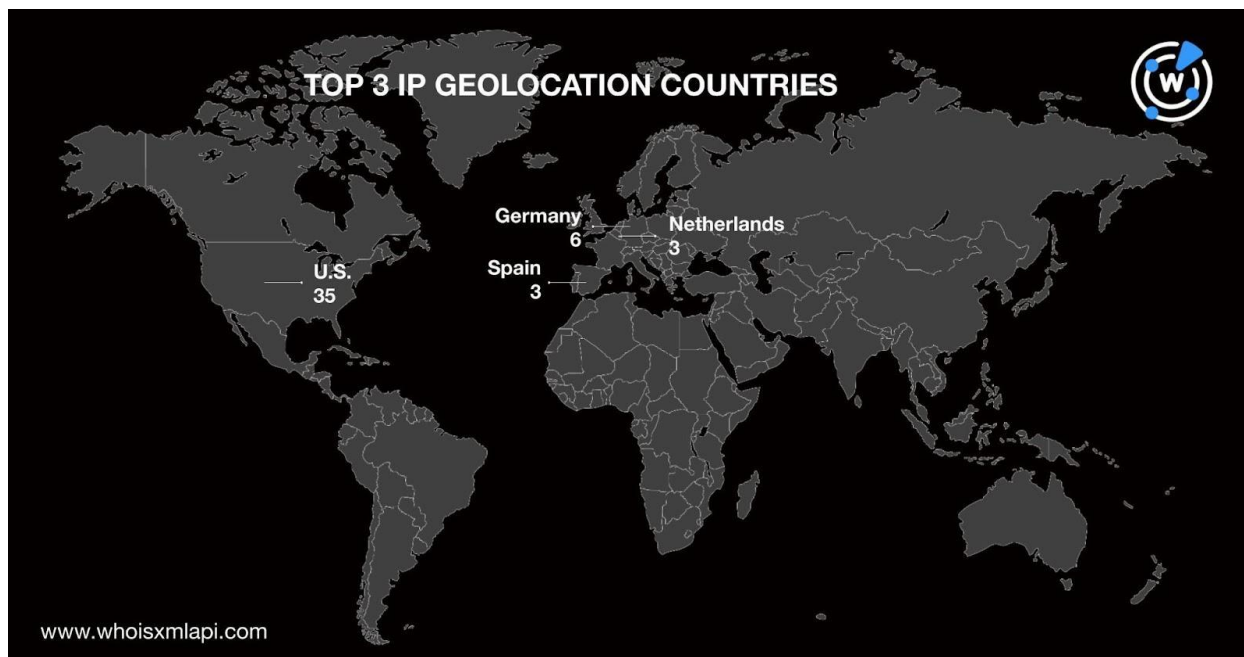 TOP 3 IP GEOLOCATION COUNTRIES
W
Germany
6
Netherlands
3
Spain
3
U.S.
35
www.whoisxmlapi.com